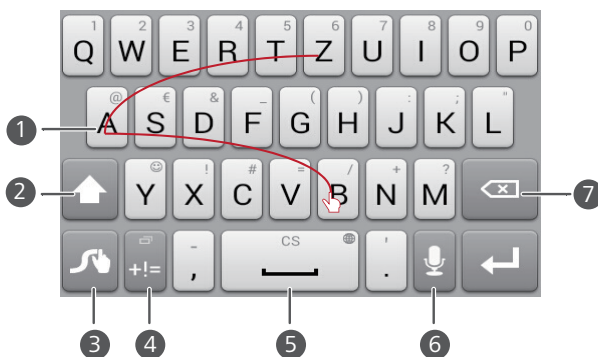 1 2 3 4 5 6 7 8 9 0
Q W E R T Z U I O P
@ € & _ ( ) : ; "
1 A S D F G H J K L
! # = / + ?
2 Y X C V B N M 7
- CS '
+!= , .
3 4 5 6